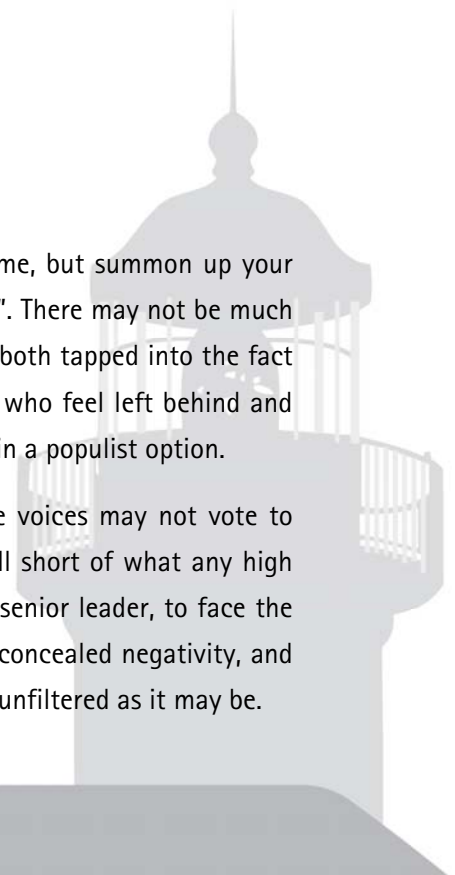 me, but summon up your
”. There may not be much
both tapped into the fact
who feel left behind and
in a populist option.
e voices may not vote to
ll short of what any high
senior leader, to face the
concealed negativity, and
unfiltered as it may be.